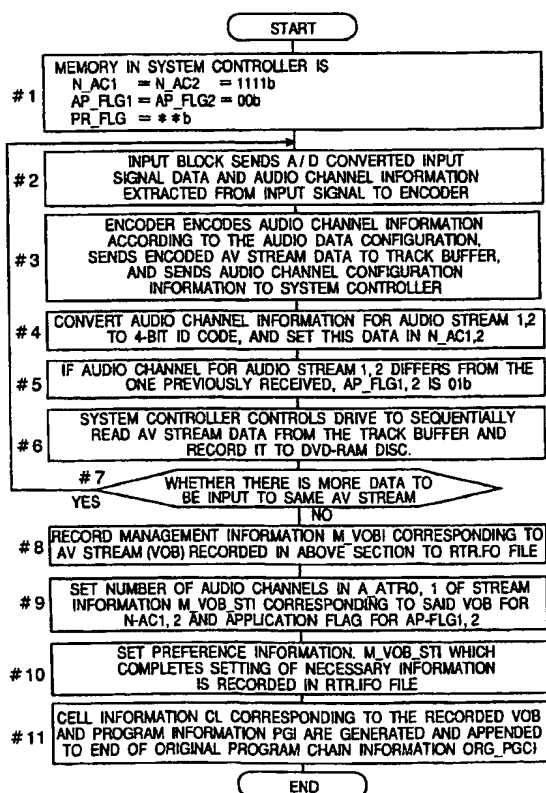 START
MEMORY IN SYSTEM CONTROLLER IS
N_AC1 = N_AC2 = 1111b
#1
AP_FLG1 = AP_FLG2 = 00b
PR_FLG = **b
INPUT BLOCK SENDS A/D CONVERTED INPUT
#2
SIGNAL DATA AND AUDIO CHANNEL INFORMATION
EXTRACTED FROM INPUT SIGNAL TO ENCODER
ENCODER ENCODES AUDIO CHANNEL INFORMATION
ACCORDING TO THE AUDIO DATA CONFIGURATION,
#3
SENDS ENCODED AV STREAM DATA TO TRACK BUFFER,
AND SENDS AUDIO CHANNEL CONFIGURATION
INFORMATION TO SYSTEM CONTROLLER
#4
CONVERT AUDIO CHANNEL INFORMATION FOR AUDIO STREAM 1,2
TO 4-BIT ID CODE, AND SET THIS DATA IN N_AC1,2
#5
IF AUDIO CHANNEL FOR AUDIO STREAM 1, 2 DIFFERS FROM THE
ONE PREVIOUSLY RECEIVED, AP_FLG1, 2 IS 01b
SYSTEM CONTROLLER CONTROLS DRIVE TO SEQUENTIALLY
#6
READ AV STREAM DATA FROM THE TRACK BUFFER AND
RECORD IT TO DVD-RAM DISC.
#7
WHETHER THERE IS MORE DATA TO
BE INPUT TO SAME AV STREAM
YES
NO
#8
RECORD MANAGEMENT INFORMATION M_VOBI CORRESPONDING TO
AV STREAM (VOB) RECORDED IN ABOVE SECTION TO RTR.FO FILE
#9
SET NUMBER OF AUDIO CHANNELS IN A_ATR0, 1 OF STREAM
INFORMATION M_VOB_STI CORRESPONDING TO SAID VOB FOR
N-AC1, 2 AND APPLICATION FLAG FOR AP-FLG1, 2
#10
SET PREFERENCE INFORMATION. M_VOB_STI WHICH
COMPLETES SETTING OF NECESSARY INFORMATION
IS RECORDED IN RTR.IFO FILE
#11
CELL INFORMATION CL CORRESPONDING TO THE RECORDED VOB
AND PROGRAM INFORMATION PGI ARE GENERATED AND APPENDED
TO END OF ORIGINAL PROGRAM CHAIN INFORMATION ORG_PGCI
END